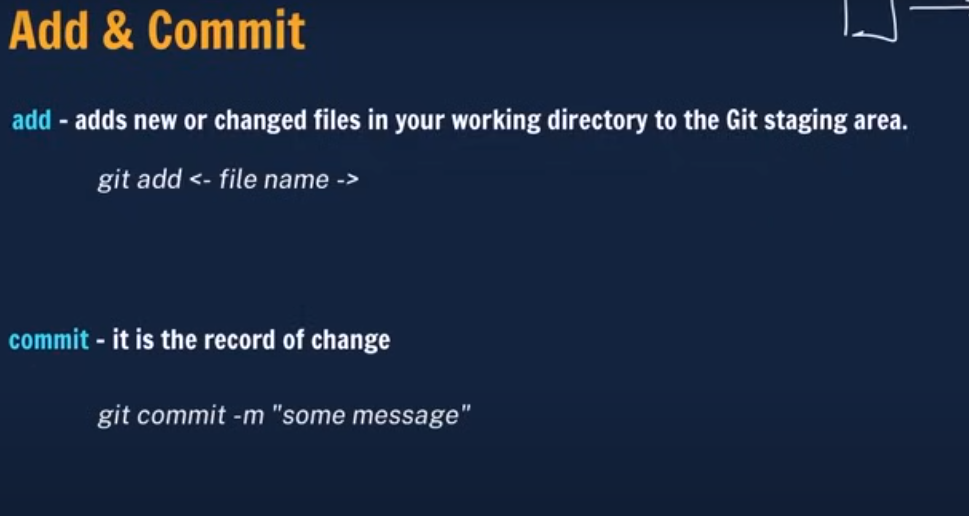 Add & Commit
add - adds new or changed files in your working directory to the Git staging area.
git add <- file name ->
commit - it is the record of change
git commit -m "some message"